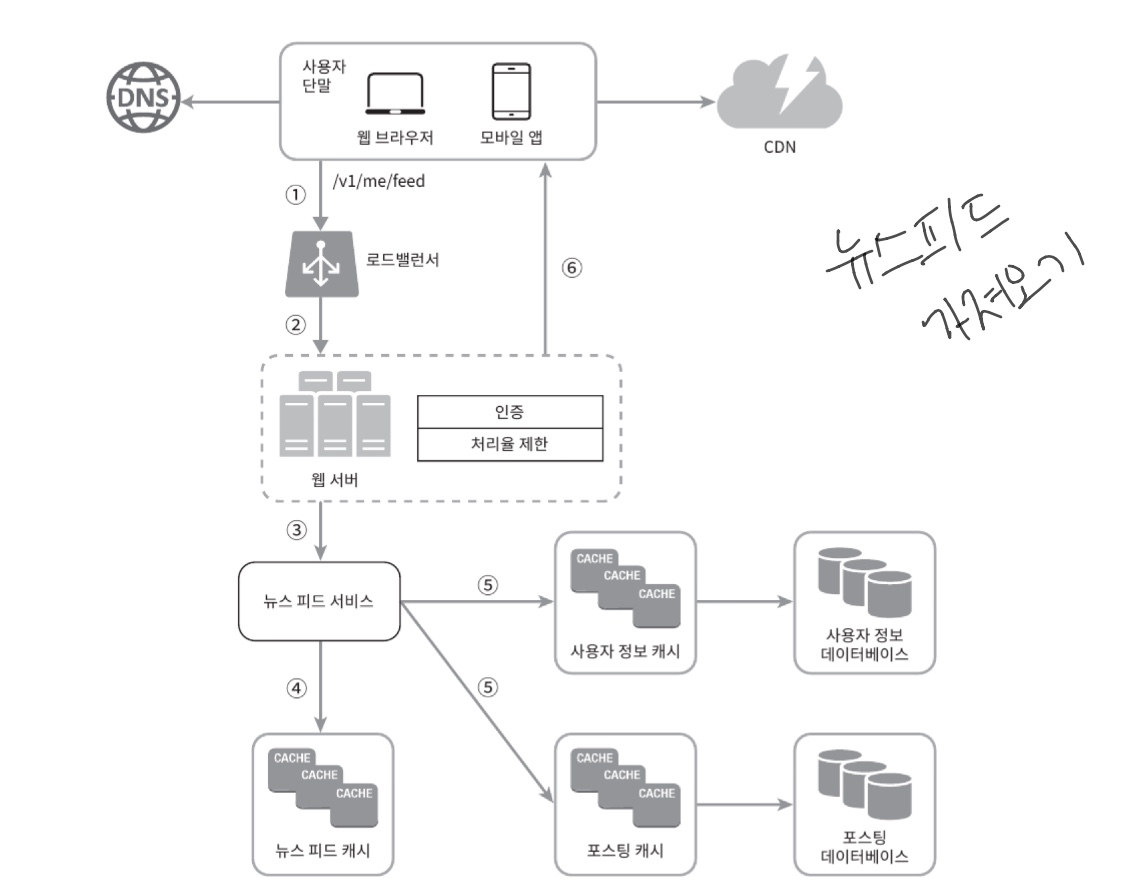 사용자
단말
DNS
웹 브라우저
모바일 앱
CDN
①
/v1/me/feed
뉴스피드
가져오기
로드밸런서
⑥
②
인증
처리율 제한
웹 서버
③
뉴스 피드 서비스
⑤
CACHE
CACHE
CACHE
사용자 정보 캐시
사용자 정보
데이터베이스
④
⑤
CACHE
CACHE
CACHE
뉴스 피드 캐시
CACHE
CACHE
CACHE
포스팅 캐시
포스팅
데이터베이스